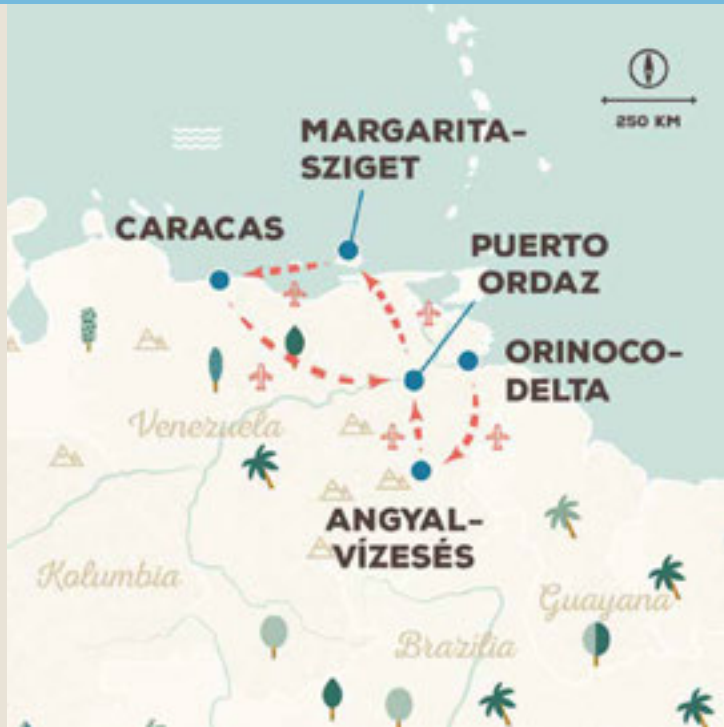 250 KM
MARGARITA-
SZIGET
CARACAS
PUERTO
ORDAZ
ORINOCO-
DELTA
Venezuela
ANGYAL-
VÍZESÉS
Kolumbia
Guayana
Brazília